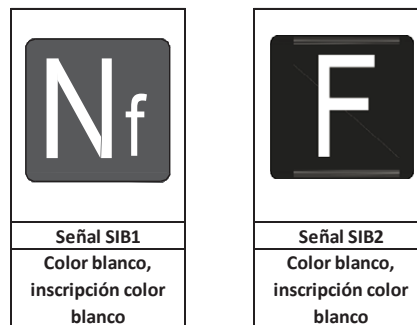 Nf
F
Señal SIB1
Señal SIB2
Color blanco,
inscripción color
blanco
Color blanco,
inscripción color
blanco